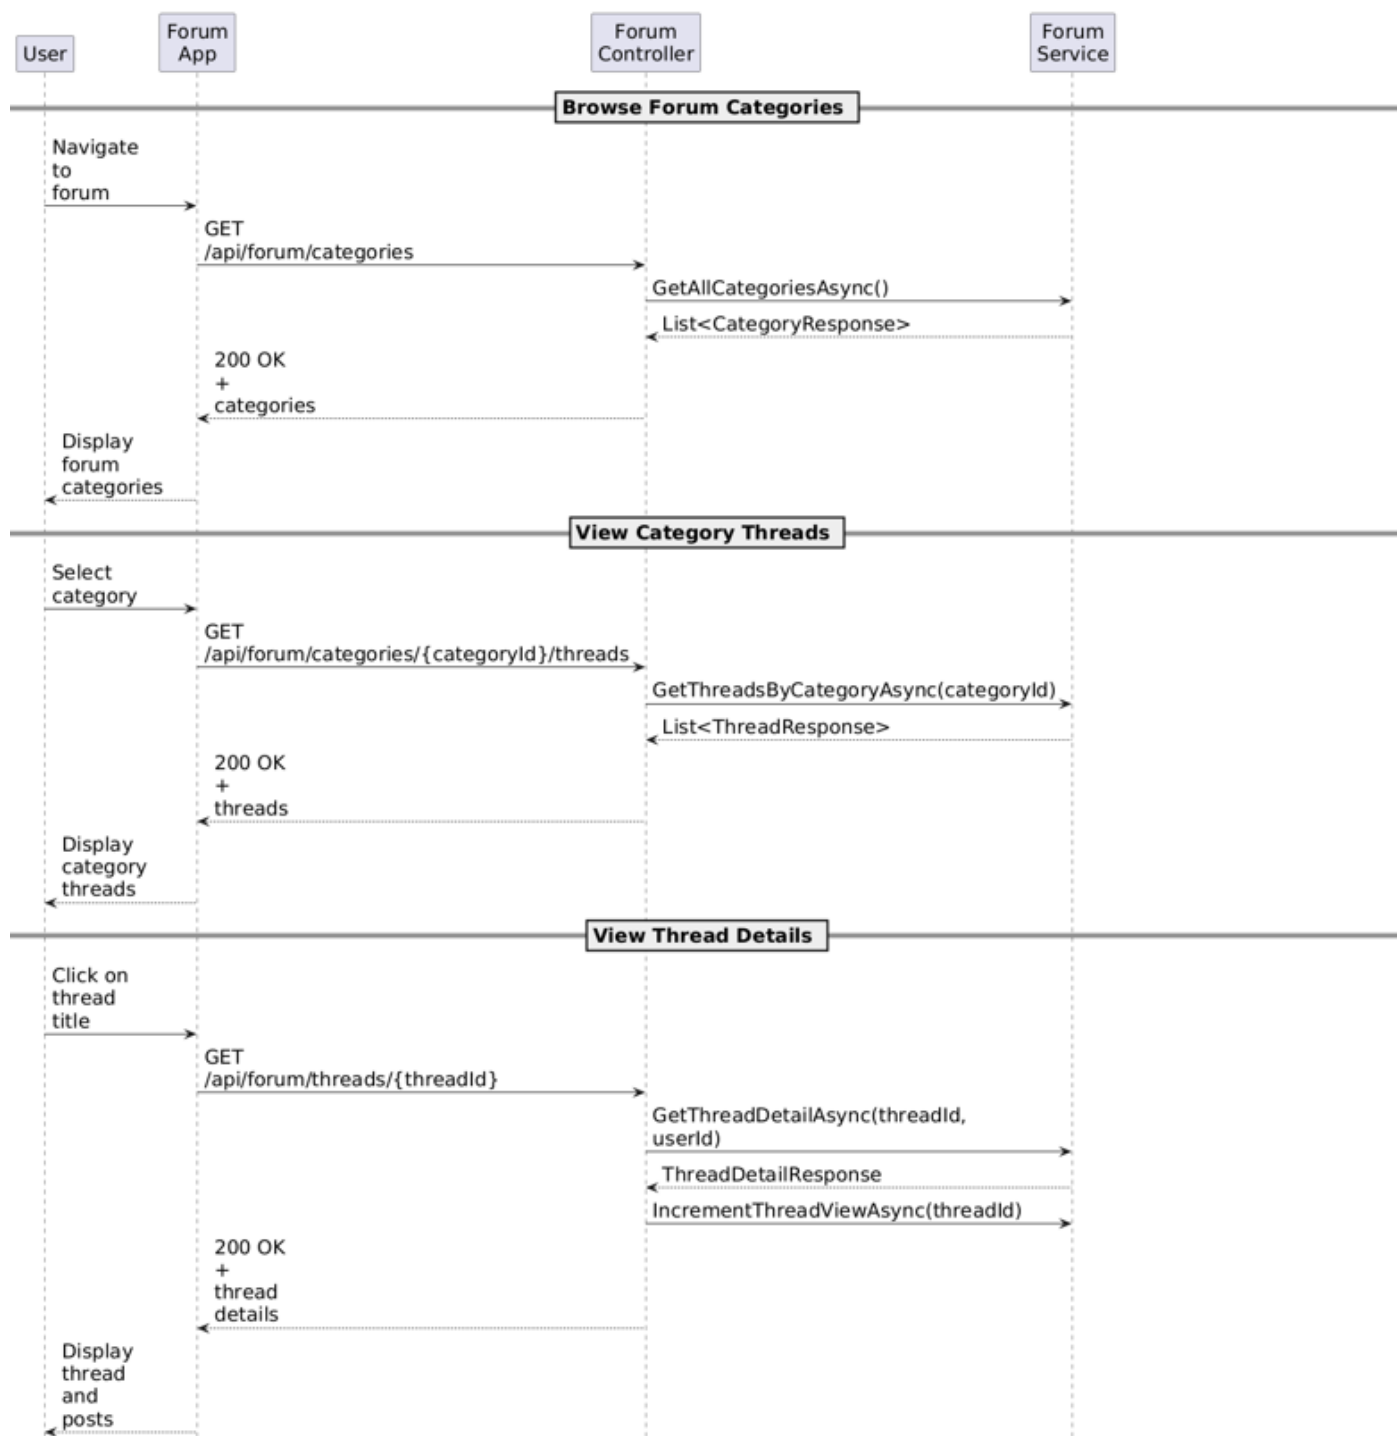 User
Forum
App
Forum
Controller
Forum
Service
Browse Forum Categories
Navigate
to
forum
GET
/api/forum/categories
GetAllCategoriesAsync()
List<CategoryResponse>
200 OK
+
categories
Display
forum
categories
View Category Threads
Select
category
GET
/api/forum/categories/{categoryId}/threads
GetThreadsByCategoryAsync(categoryId)
List<ThreadResponse>
200 OK
+
threads
Display
category
threads
View Thread Details
Click on
thread
title
GET
/api/forum/threads/{threadId}
GetThreadDetailAsync(threadId,
userId)
ThreadDetailResponse
IncrementThreadViewAsync(threadId)
200 OK
+
thread
details
Display
thread
and
posts